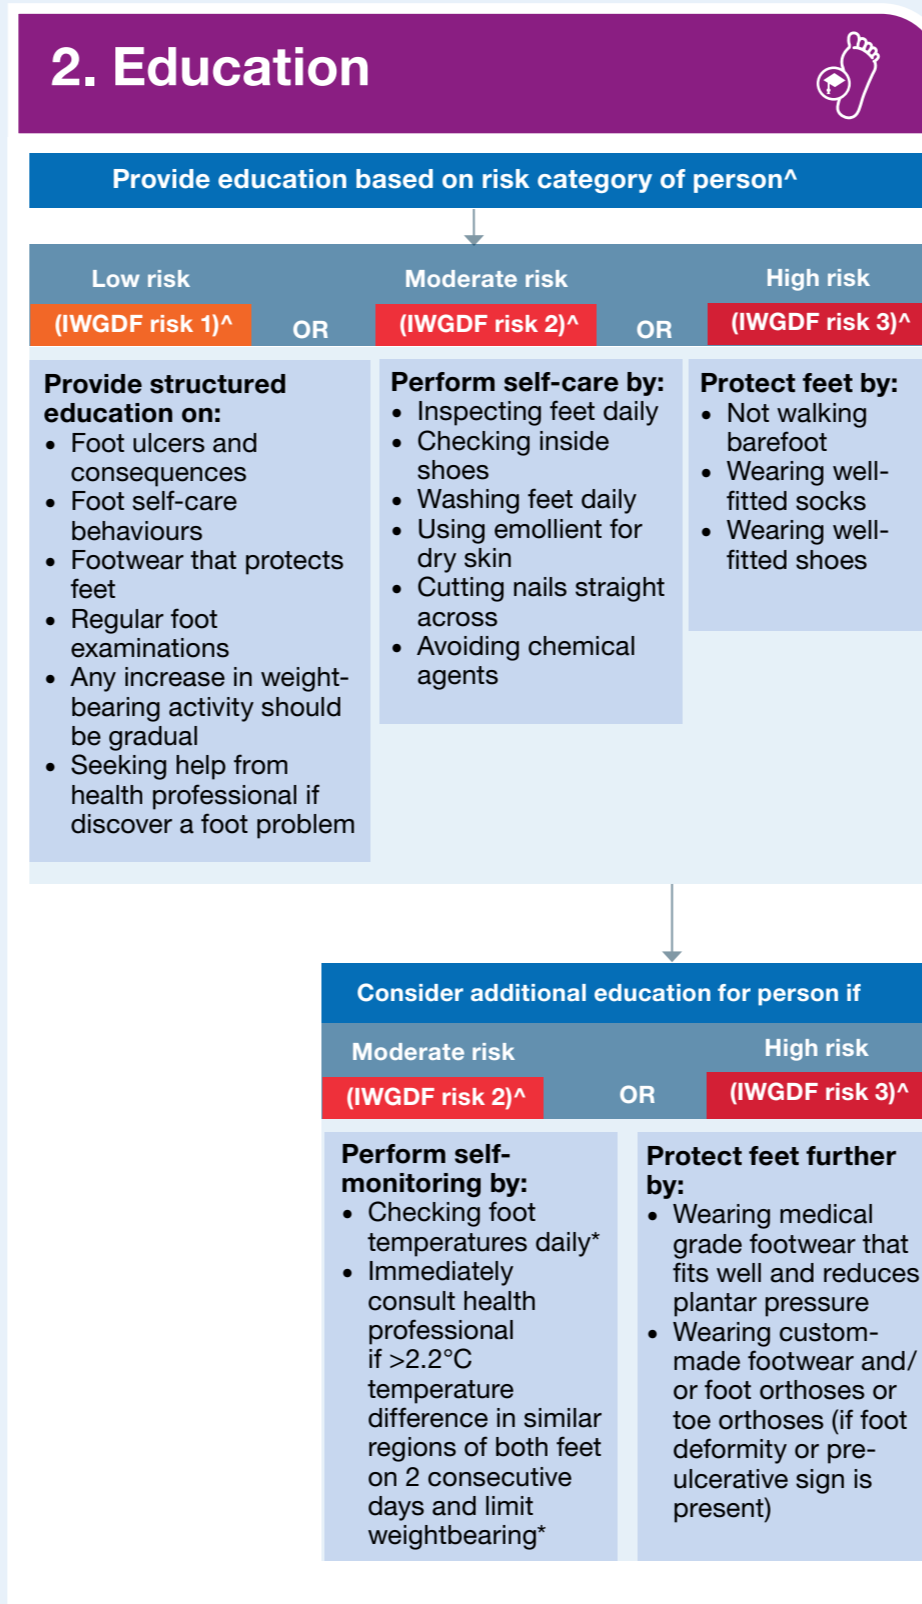 2. Education
Provide education based on risk category of person^
Low risk
(IWGDF risk 1)^
OR
Moderate risk
(IWGDF risk 2)^
OR
High risk
(IWGDF risk 3)^
Provide structured
education on:
• Foot ulcers and
consequences
• Foot self-care
behaviours
• Footwear that protects
feet
• Regular foot
examinations
• Any increase in weight-
bearing activity should
be gradual
• Seeking help from
health professional if
discover a foot problem
Perform self-care by:
• Inspecting feet daily
• Checking inside
shoes
• Washing feet daily
• Using emollient for
dry skin
• Cutting nails straight
across
• Avoiding chemical
agents
Protect feet by:
• Not walking
barefoot
• Wearing well-
fitted socks
• Wearing well-
fitted shoes
Consider additional education for person if
Moderate risk
(IWGDF risk 2)^
OR
High risk
(IWGDF risk 3)^
Perform self-
monitoring by:
• Checking foot
temperatures daily*
• Immediately
consult health
professional
if >2.2°C
temperature
difference in similar
regions of both feet
on 2 consecutive
days and limit
weightbearing*
Protect feet further
by:
• Wearing medical
grade footwear that
fits well and reduces
plantar pressure
• Wearing custom-
made footwear and/
or foot orthoses or
toe orthoses (if foot
deformity or pre-
ulcerative sign is
present)